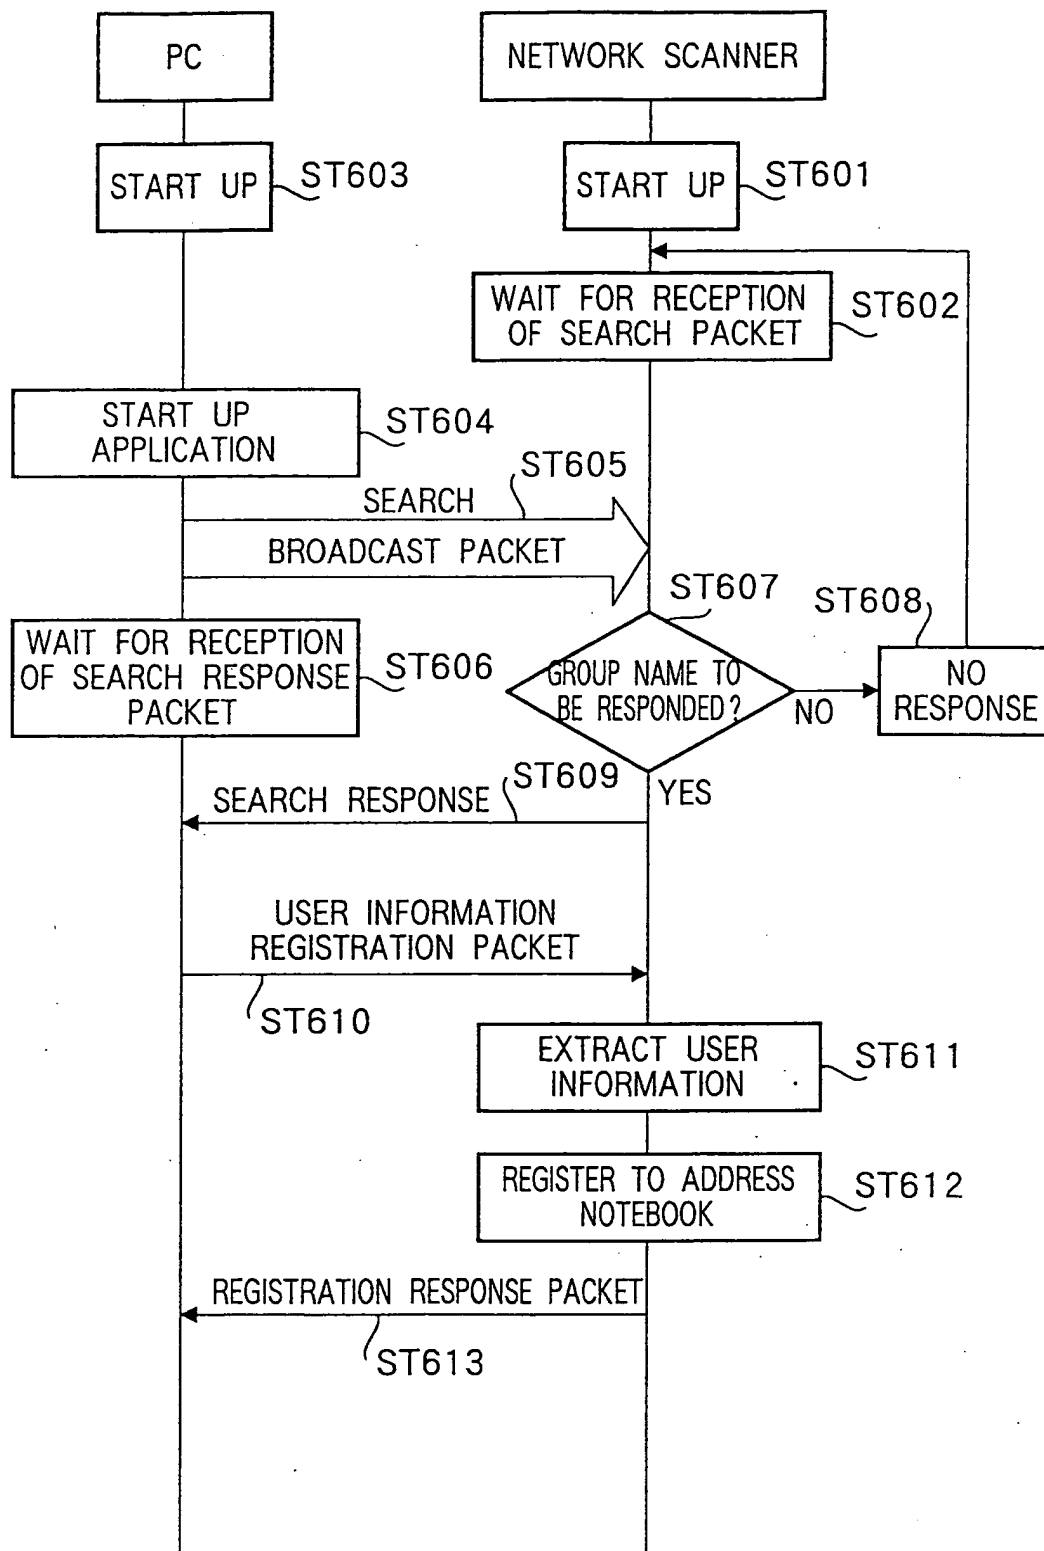 PC
NETWORK SCANNER
START UP
ST603
START UP
ST601
WAIT FOR RECEPTION
OF SEARCH PACKET
ST602
START UP
APPLICATION
ST604
ST605
SEARCH
BROADCAST PACKET
ST607
ST608
WAIT FOR RECEPTION
OF SEARCH RESPONSE
PACKET
ST606
GROUP NAME TO
BE RESPONDED?
NO
NO
RESPONSE
YES
ST609
SEARCH RESPONSE
USER INFORMATION
REGISTRATION PACKET
ST610
EXTRACT USER
INFORMATION
ST611
REGISTER TO ADDRESS
NOTEBOOK
ST612
REGISTRATION RESPONSE PACKET
ST613